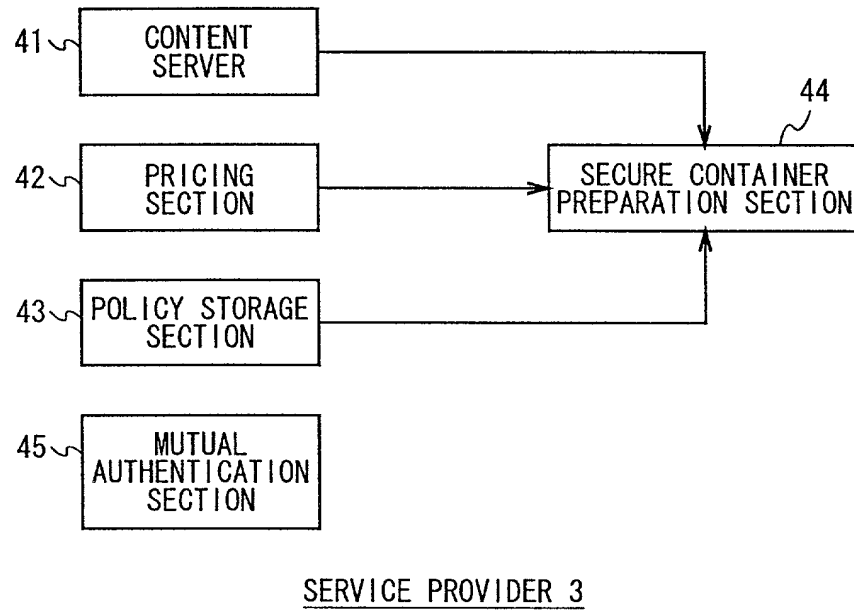 41
CONTENT
SERVER
44
42
PRICING
SECTION
SECURE CONTAINER
PREPARATION SECTION
43
POLICY STORAGE
SECTION
45
MUTUAL
AUTHENTICATION
SECTION
SERVICE PROVIDER 3